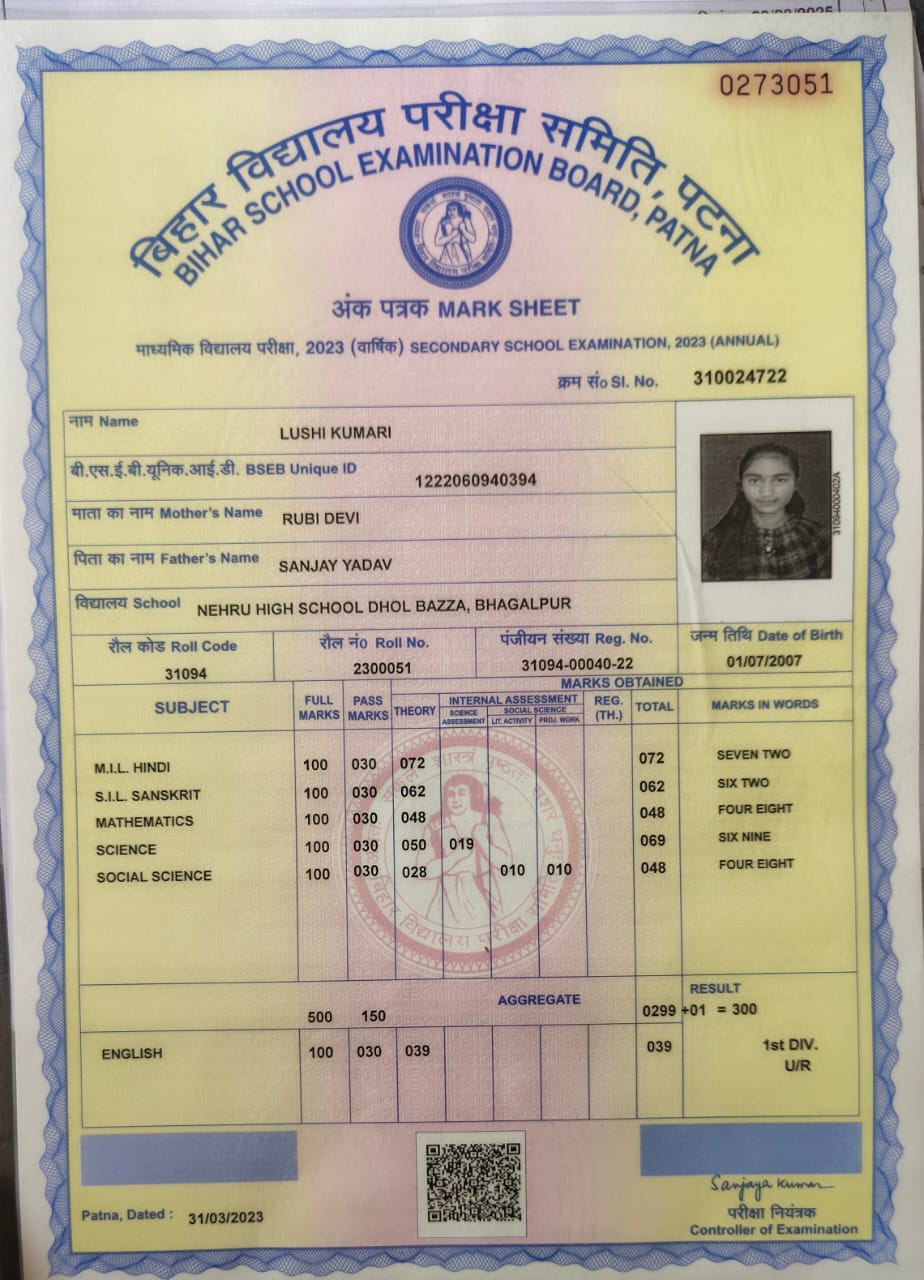 0273051
बिहार विद्यालय परीक्षा समिति, पटना
BIHAR SCHOOL EXAMINATION BOARD, PATNA
अंक पत्रक MARK SHEET
माध्यमिक विद्यालय परीक्षा, 2023 (वार्षिक) SECONDARY SCHOOL EXAMINATION, 2023 (ANNUAL)
क्रम सं० Sl. No. 310024722
नाम Name LUSHI KUMARI
बी.एस.ई.बी.यूनिक.आई.डी. BSEB Unique ID 1222060940394
माता का नाम Mother's Name RUBI DEVI
पिता का नाम Father's Name SANJAY YADAV
विद्यालय School NEHRU HIGH SCHOOL DHOL BAZZA, BHAGALPUR
रौल कोड Roll Code रौल नं० Roll No. पंजीयन संख्या Reg. No. जन्म तिथि Date of Birth
31094 2300051 31094-00040-22 01/07/2007
MARKS OBTAINED
SUBJECT FULL MARKS PASS MARKS THEORY INTERNAL ASSESSMENT REG. (TH.) TOTAL MARKS IN WORDS
SCIENCE ASSESSMENT SOCIAL SCIENCE LIT. ACTIVITY PROJ. WORK
M.I.L. HINDI 100 030 072 072 SEVEN TWO
S.I.L. SANSKRIT 100 030 062 062 SIX TWO
MATHEMATICS 100 030 048 048 FOUR EIGHT
SCIENCE 100 030 050 019 069 SIX NINE
SOCIAL SCIENCE 100 030 028 010 010 048 FOUR EIGHT
बिहार विद्यालय परीक्षा समिति
AGGREGATE RESULT
500 150 0299 +01 = 300
ENGLISH 100 030 039 039 1st DIV.
U/R
Sanjaya Kumar
Patna, Dated : 31/03/2023
परीक्षा नियंत्रक
Controller of Examination